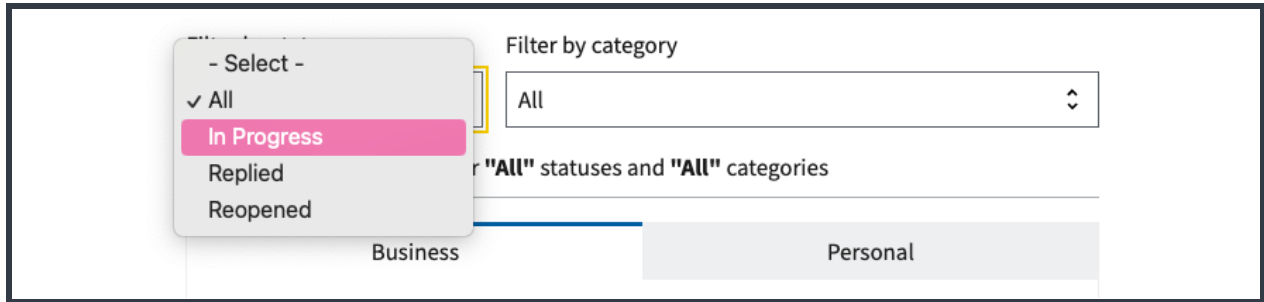 Filter by category
- Select -
✓ All
In Progress
Replied
Reopened
All
"All" statuses and "All" categories
Business
Personal